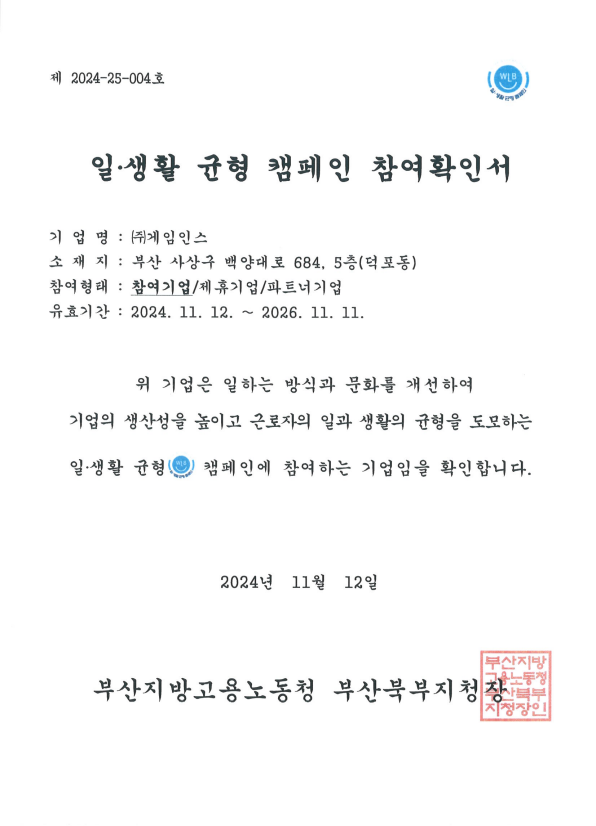 제 2024-25-004호
WLB
일·생활 균형 캠페인
일·생활 균형 캠페인 참여확인서
기 업 명 : ㈜게임인스
소 재 지 : 부산 사상구 백양대로 684, 5층(덕포동)
참여형태 : 참여기업/제휴기업/파트너기업
유효기간 : 2024. 11. 12. ~ 2026. 11. 11.
위 기업은 일하는 방식과 문화를 개선하여
기업의 생산성을 높이고 근로자의 일과 생활의 균형을 도모하는
일·생활 균형 WLB 캠페인에 참여하는 기업임을 확인합니다.
2024년 11월 12일
부산지방고용노동청 부산북부지청장
부산지방
고용노동청
부산북부
지청장인